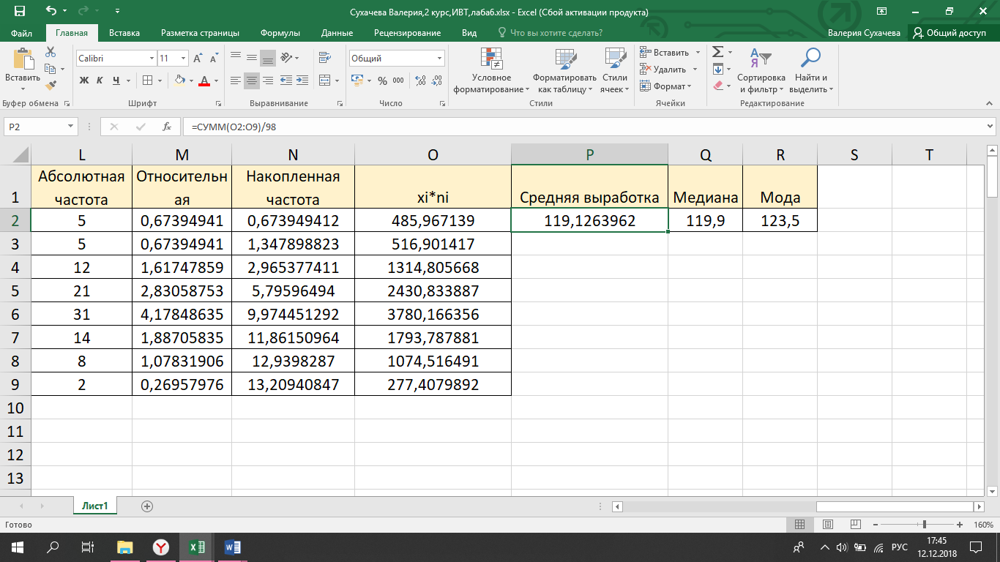 Сухачева Валерия,2 курс,ИВТ,лаба6.xlsx - Excel (Сбой активации продукта)
Файл Главная Вставка Разметка страницы Формулы Данные Рецензирование Вид Что вы хотите сделать? Валерия Сухачева Общий доступ
Вставить
Calibri 11
Ж К Ч
Общий
% 000
Условное форматирование
Форматировать как таблицу
Стили ячеек
Вставить
Удалить
Формат
Сортировка и фильтр
Найти и выделить
Буфер обмена Шрифт Выравнивание Число Стили Ячейки Редактирование
P2 fx =СУММ(O2:O9)/98
L M N O P Q R S T
1 Абсолютная частота Относительная Накопленная частота xi*ni Средняя выработка Медиана Мода
2 5 0,67394941 0,673949412 485,967139 119,1263962 119,9 123,5
3 5 0,67394941 1,347898823 516,901417
4 12 1,61747859 2,965377411 1314,805668
5 21 2,83058753 5,79596494 2430,833887
6 31 4,17848635 9,974451292 3780,166356
7 14 1,88705835 11,86150964 1793,787881
8 8 1,07831906 12,9398287 1074,516491
9 2 0,26957976 13,20940847 277,4079892
10
11
12
13
Лист1
Готово 160%
РУС 17:45
12.12.2018